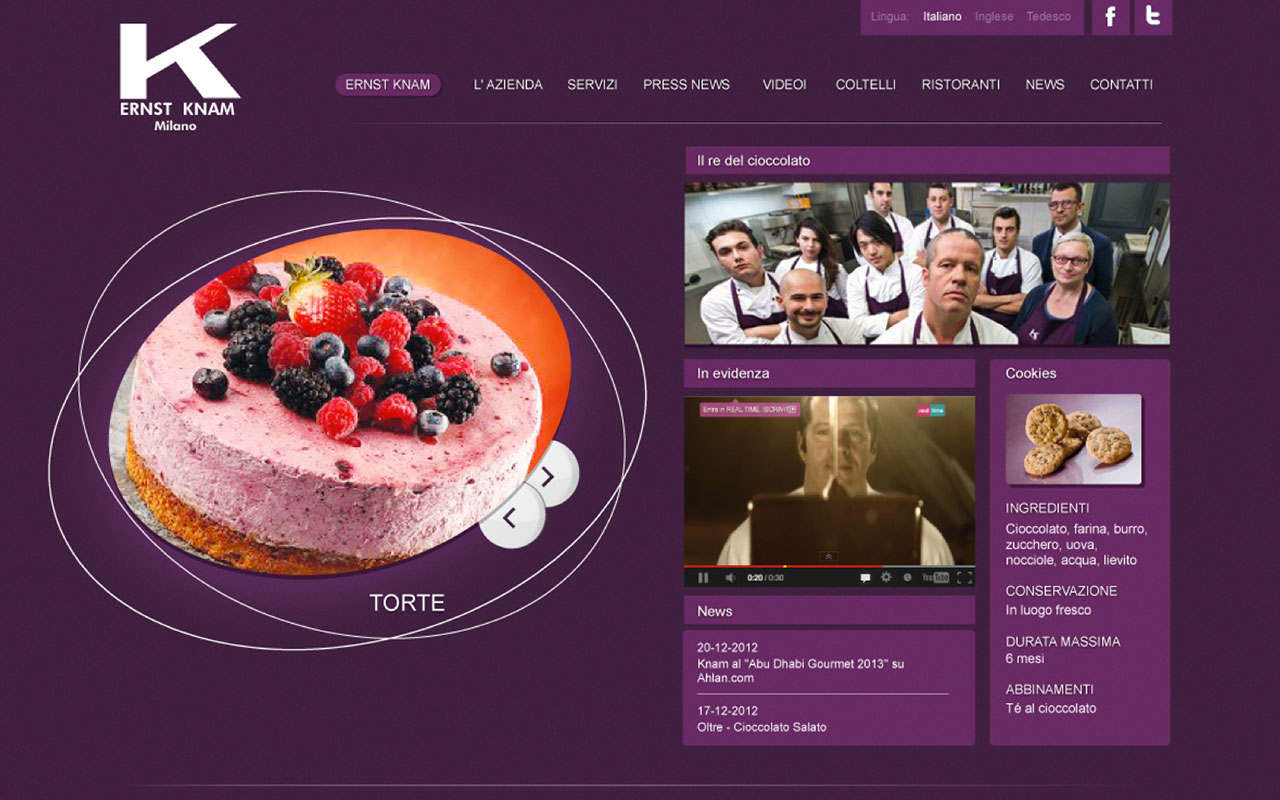 Lingua: Italiano Inglese Tedesco
K
ERNST KNAM
Milano
ERNST KNAM L' AZIENDA SERVIZI PRESS NEWS VIDEOI COLTELLI RISTORANTI NEWS CONTATTI
Il re del cioccolato
TORTE
In evidenza
Entra in REAL TIME. ISCRIVITI
real time
0:20 / 0:30
YouTube
News
20-12-2012
Knam al "Abu Dhabi Gourmet 2013" su
Ahlan.com
17-12-2012
Oltre - Cioccolato Salato
Cookies
INGREDIENTI
Cioccolato, farina, burro,
zucchero, uova,
nocciole, acqua, lievito
CONSERVAZIONE
In luogo fresco
DURATA MASSIMA
6 mesi
ABBINAMENTI
Té al cioccolato